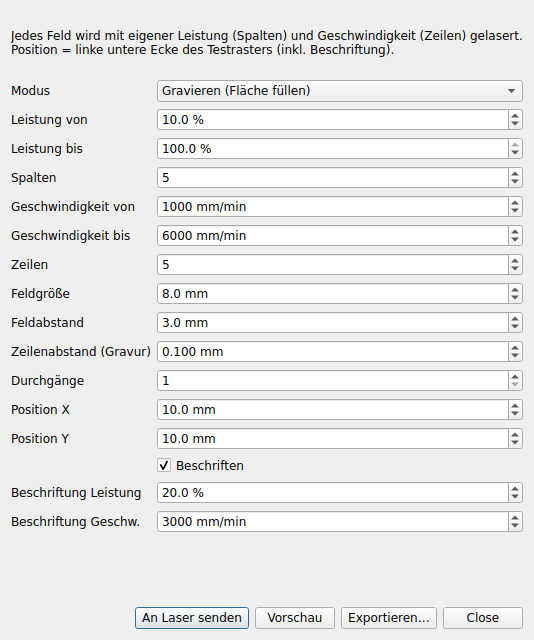 Jedes Feld wird mit eigener Leistung (Spalten) und Geschwindigkeit (Zeilen) gelasert.
Position = linke untere Ecke des Testrasters (inkl. Beschriftung).
Modus Gravieren (Fläche füllen)
Leistung von 10.0 %
Leistung bis 100.0 %
Spalten 5
Geschwindigkeit von 1000 mm/min
Geschwindigkeit bis 6000 mm/min
Zeilen 5
Feldgröße 8.0 mm
Feldabstand 3.0 mm
Zeilenabstand (Gravur) 0.100 mm
Durchgänge 1
Position X 10.0 mm
Position Y 10.0 mm
Beschriften
Beschriftung Leistung 20.0 %
Beschriftung Geschw. 3000 mm/min
An Laser senden Vorschau Exportieren... Close